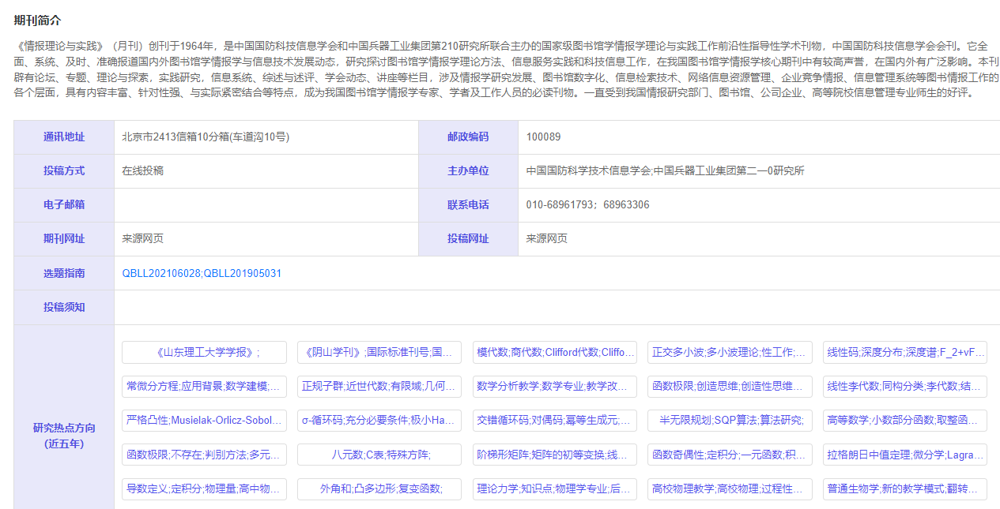 期刊简介
《情报理论与实践》（月刊）创刊于1964年，是中国国防科技信息学会和中国兵器工业集团第210研究所联合主办的国家级图书馆学情报学理论与实践工作前沿性指导性学术刊物，中国国防科技信息学会会刊。它全
面、系统、及时、准确报道国内外图书馆学情报学与信息技术发展动态，研究探讨图书馆学情报学理论方法、信息服务实践和科技信息工作，在我国图书馆学情报学核心期刊中有较高声誉，在国内外有广泛影响。本刊
辟有论坛、专题、理论与探索，实践研究，信息系统、综述与述评、学会动态、讲座等栏目，涉及情报学研究发展、图书馆数字化、信息检索技术、网络信息资源管理、企业竞争情报、信息管理系统等图书情报工作的
各个层面，具有内容丰富、针对性强、与实际紧密结合等特点，成为我国图书馆学情报学专家、学者及工作人员的必读刊物。一直受到我国情报研究部门、图书馆、公司企业、高等院校信息管理专业师生的好评。
通讯地址 北京市2413信箱10分箱(车道沟10号) 邮政编码 100089
投稿方式 在线投稿 主办单位 中国国防科学技术信息学会;中国兵器工业集团第二一0研究所
电子邮箱 联系电话 010-68961793；68963306
期刊网址 来源网页 投稿网址 来源网页
选题指南 QBLL202106028;QBLL201905031
投稿须知
研究热点方向
(近五年)
《山东理工大学学报》; 《阴山学刊》;国际标准刊号;国... 模代数;商代数;Clifford代数;Cliffo... 正交多小波;多小波理论;性工作;... 线性码;深度分布;深度谱;F_2+vF...
常微分方程;应用背景;数学建模;... 正规子群;近世代数;有限域;几何... 数学分析教学;数学专业;教学改... 函数极限;创造思维;创造性思维... 线性李代数;同构分类;李代数;结...
严格凸性;Musielak-Orlicz-Sobol... σ-循环码;充分必要条件;极小Ha... 交错循环码;对偶码;幂等生成元;... 半无限规划;SQP算法;算法研究; 高等数学;小数部分函数;取整函...
函数极限;不存在;判别方法;多元... 八元数;C表;特殊方阵; 阶梯形矩阵;矩阵的初等变换;线... 函数奇偶性;定积分;一元函数;积... 拉格朗日中值定理;微分学;Lagra...
导数定义;定积分;物理量;高中物... 外角和;凸多边形;复变函数; 理论力学;知识点;物理学专业;后... 高校物理教学;高校物理;过程性... 普通生物学;新的教学模式;翻转...